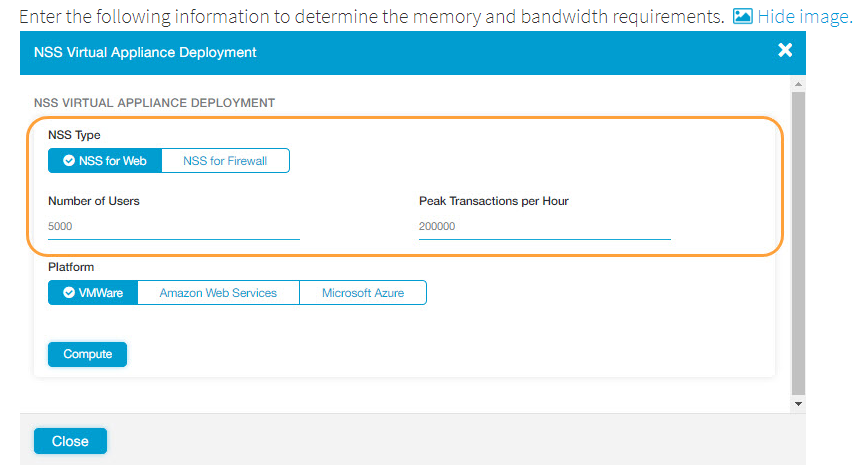 Enter the following information to determine the memory and bandwidth requirements. Hide image.
NSS Virtual Appliance Deployment
NSS VIRTUAL APPLIANCE DEPLOYMENT
NSS Type
NSS for Web NSS for Firewall
Number of Users Peak Transactions per Hour
5000 200000
Platform
VMWare Amazon Web Services Microsoft Azure
Compute
Close